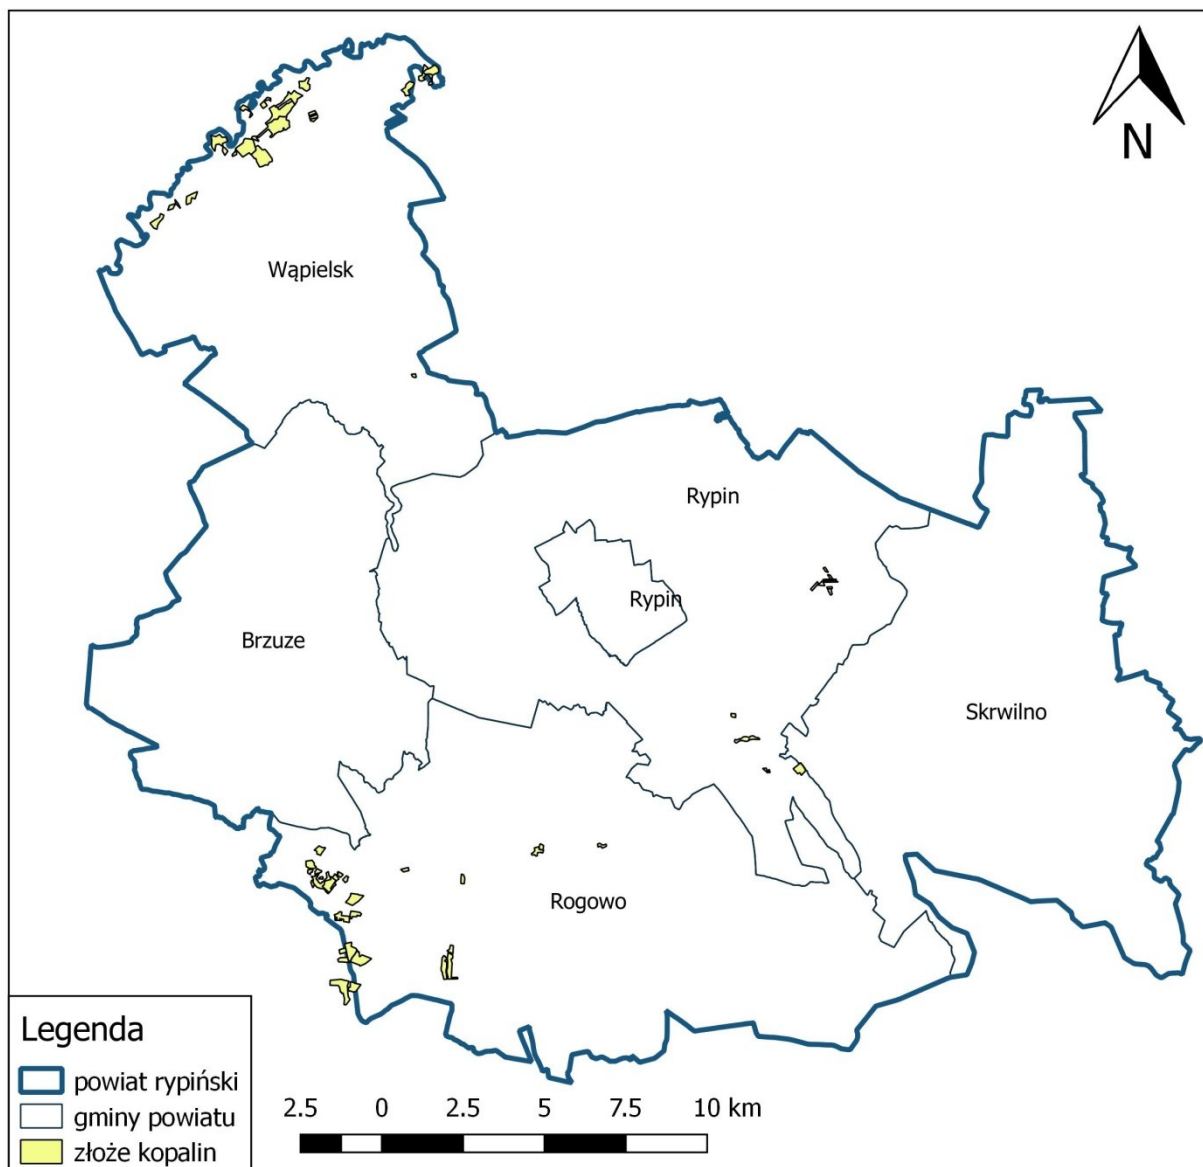 N
Wąpielsk
Rypin
Rypin
Brzuze
Skrwilno
Rogowo
Legenda
powiat rypiński
gminy powiatu
złoże kopalin
2.5 0 2.5 5 7.5 10 km